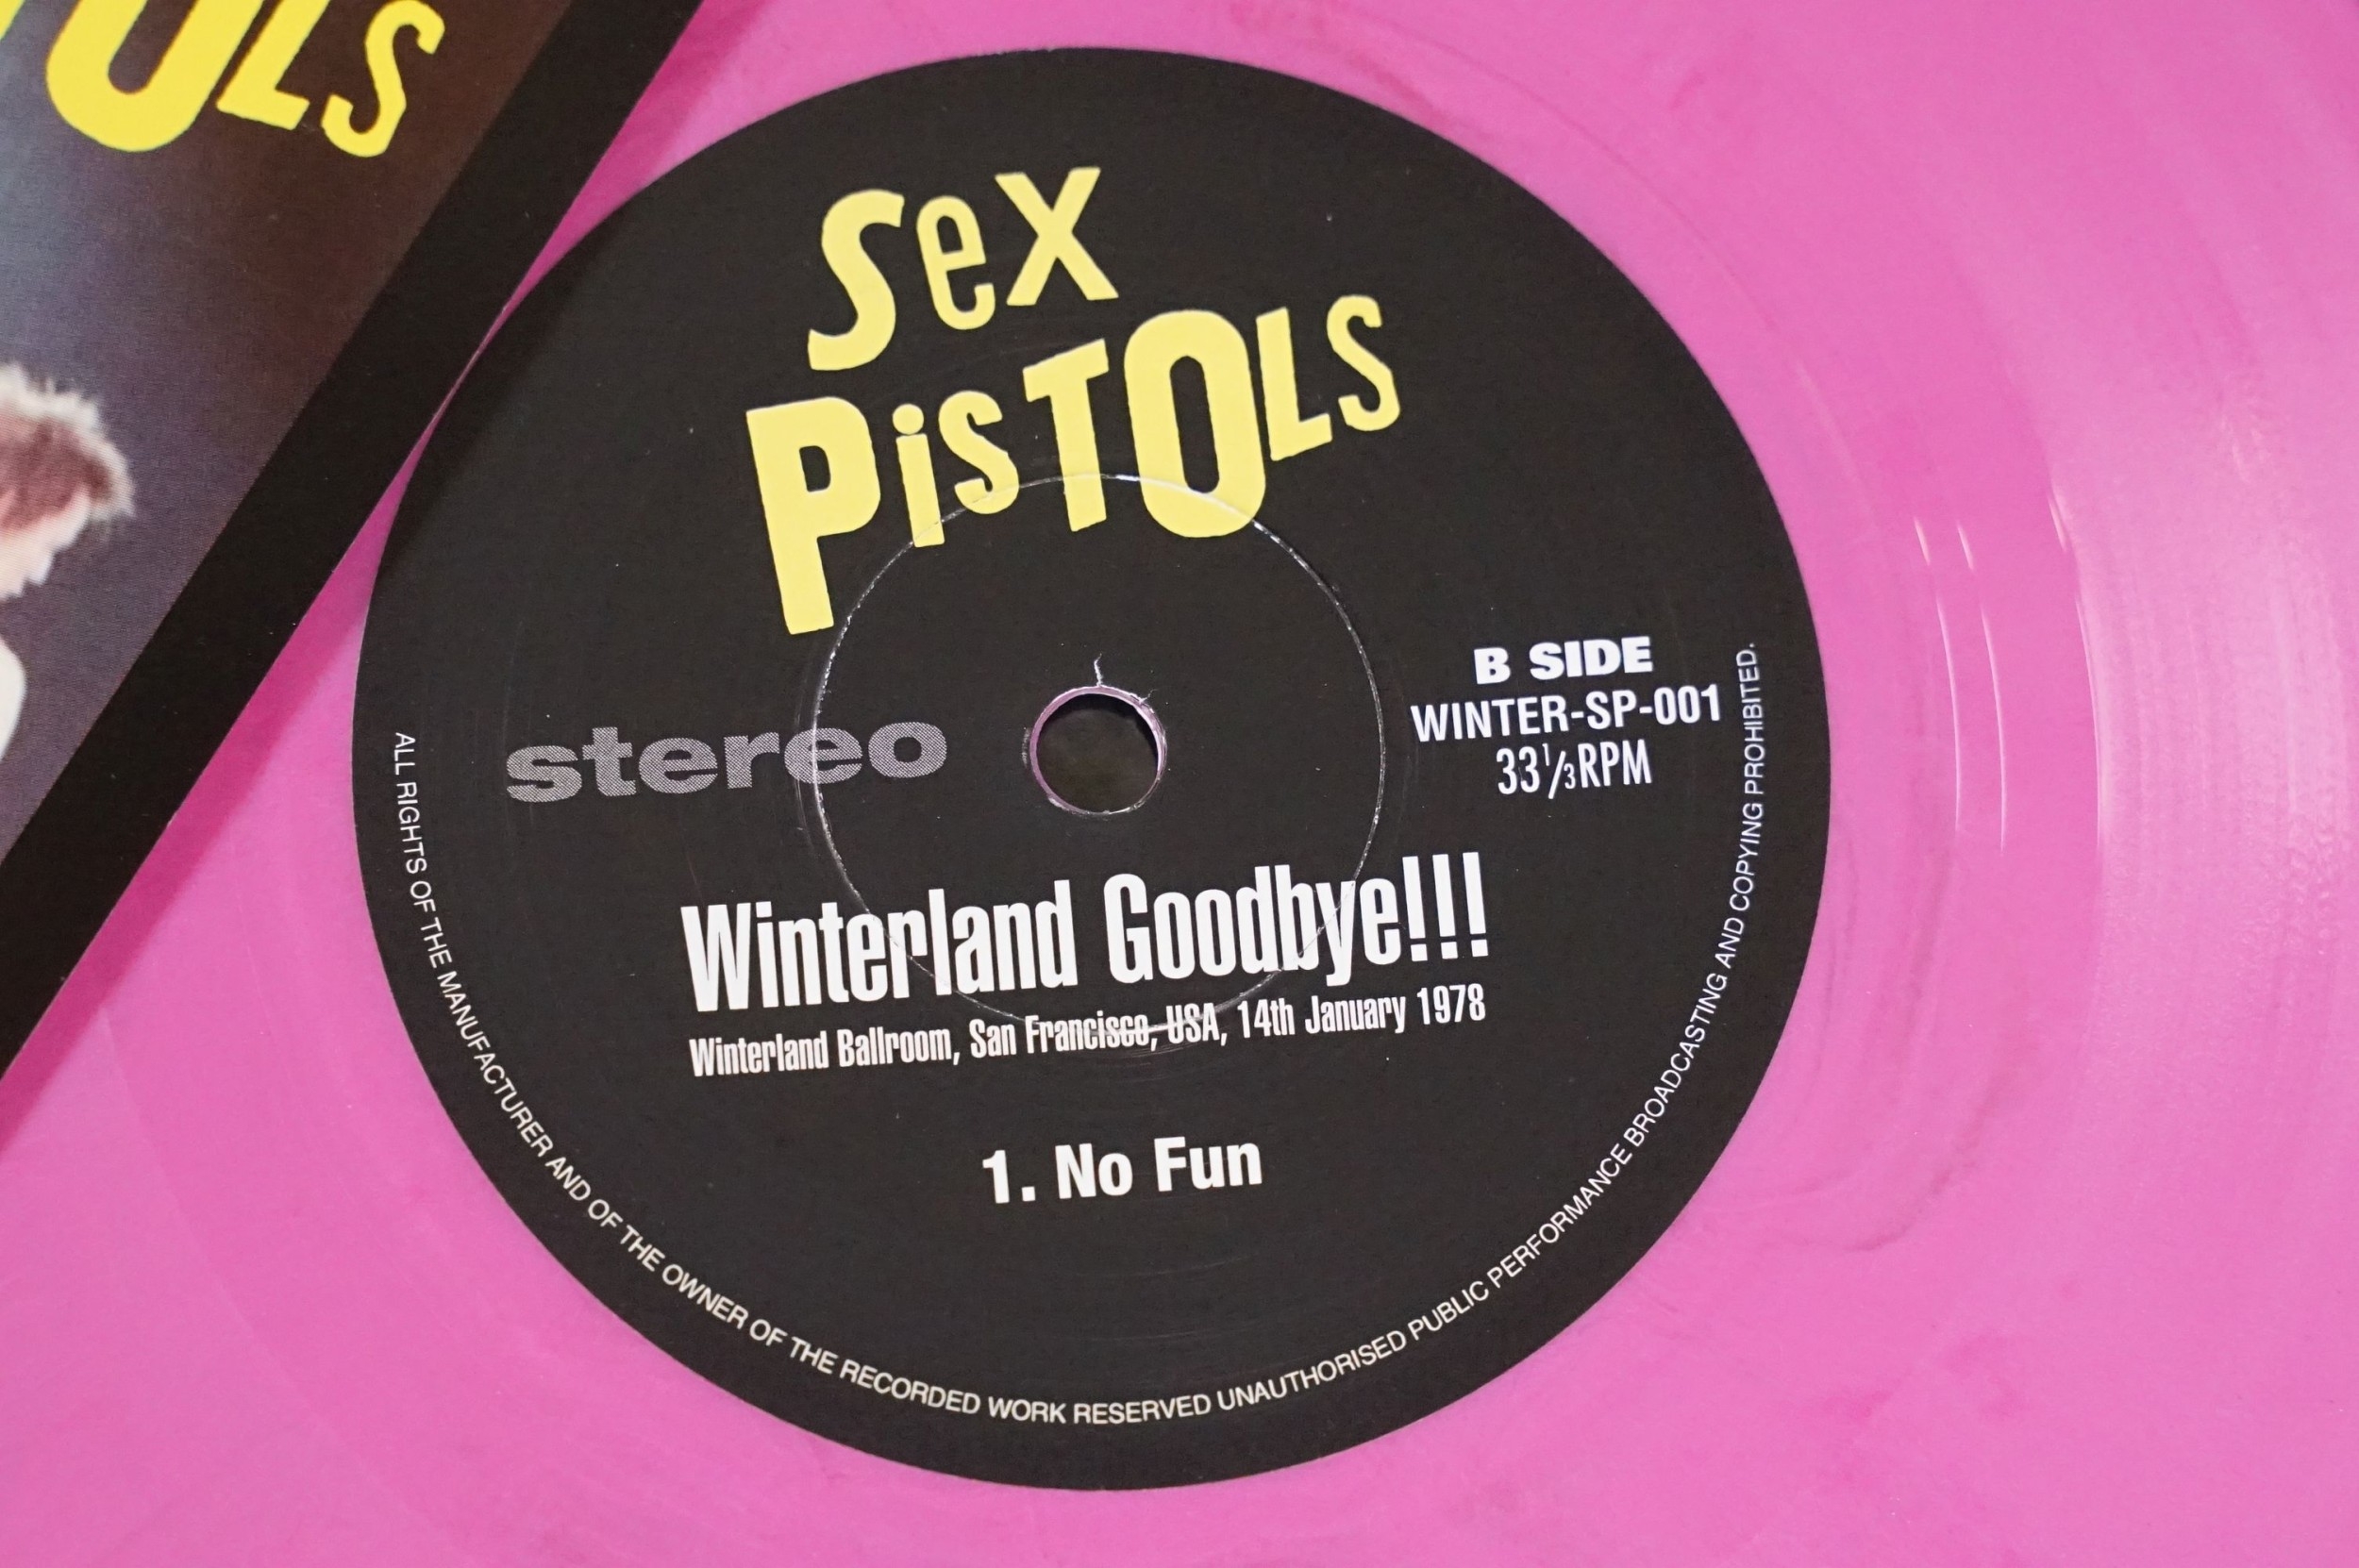 TOLS
Sex
PiSTOLS
stereo
B SIDE
WINTER-SP-001
33⅓RPM
Winterland Goodbye!!!
Winterland Ballroom, San Francisco, USA, 14th January 1978
1. No Fun
ALL RIGHTS OF THE MANUFACTURER AND OF THE OWNER OF THE RECORDED WORK RESERVED UNAUTHORISED PUBLIC PERFORMANCE BROADCASTING AND COPYING PROHIBITED.